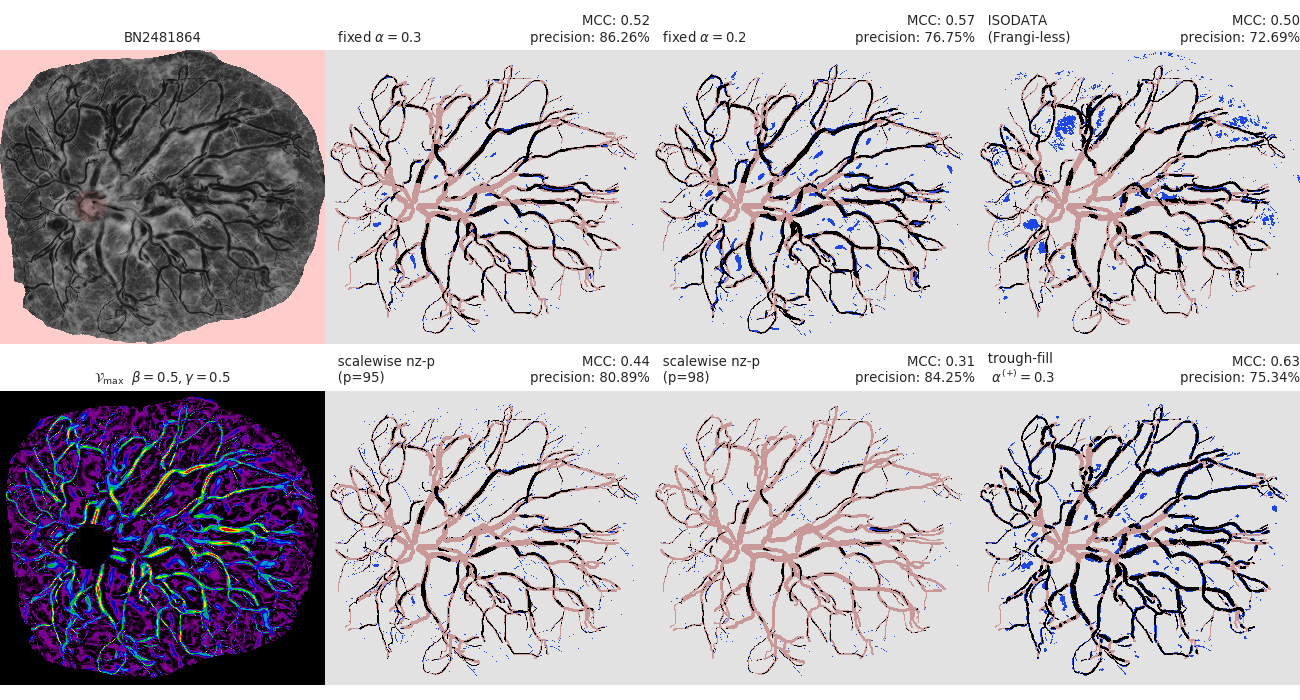 BN2481864
fixed α = 0.3
MCC: 0.52
precision: 86.26%
fixed α = 0.2
MCC: 0.57
precision: 76.75%
ISODATA
(Frangi-less)
MCC: 0.50
precision: 72.69%
𝒱max β = 0.5, γ = 0.5
scalewise nz-p
(p=95)
MCC: 0.44
precision: 80.89%
scalewise nz-p
(p=98)
MCC: 0.31
precision: 84.25%
trough-fill
α(+) = 0.3
MCC: 0.63
precision: 75.34%